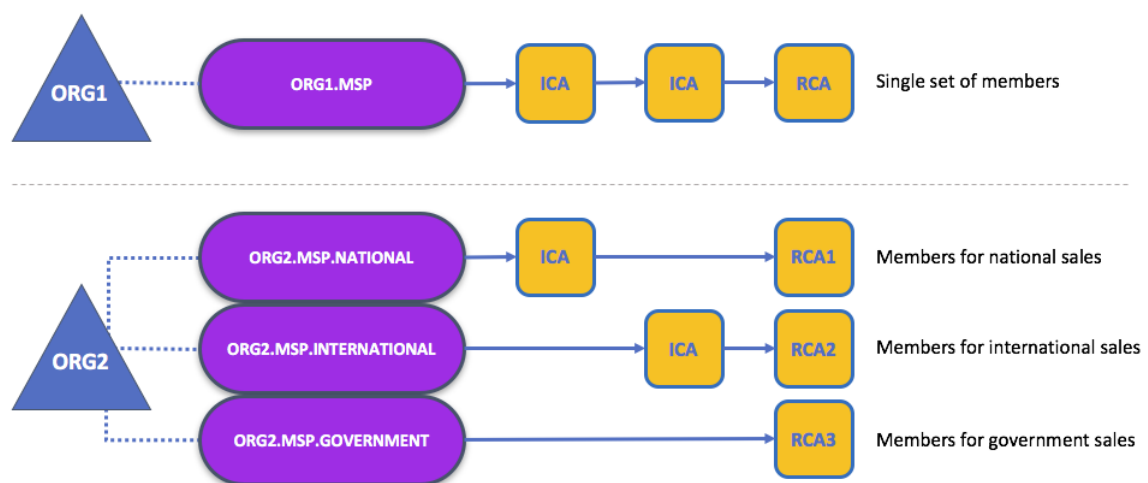 ORG1
ORG1.MSP
ICA
ICA
RCA
Single set of members
ORG2
ORG2.MSP.NATIONAL
ICA
RCA1
Members for national sales
ORG2.MSP.INTERNATIONAL
ICA
RCA2
Members for international sales
ORG2.MSP.GOVERNMENT
RCA3
Members for government sales